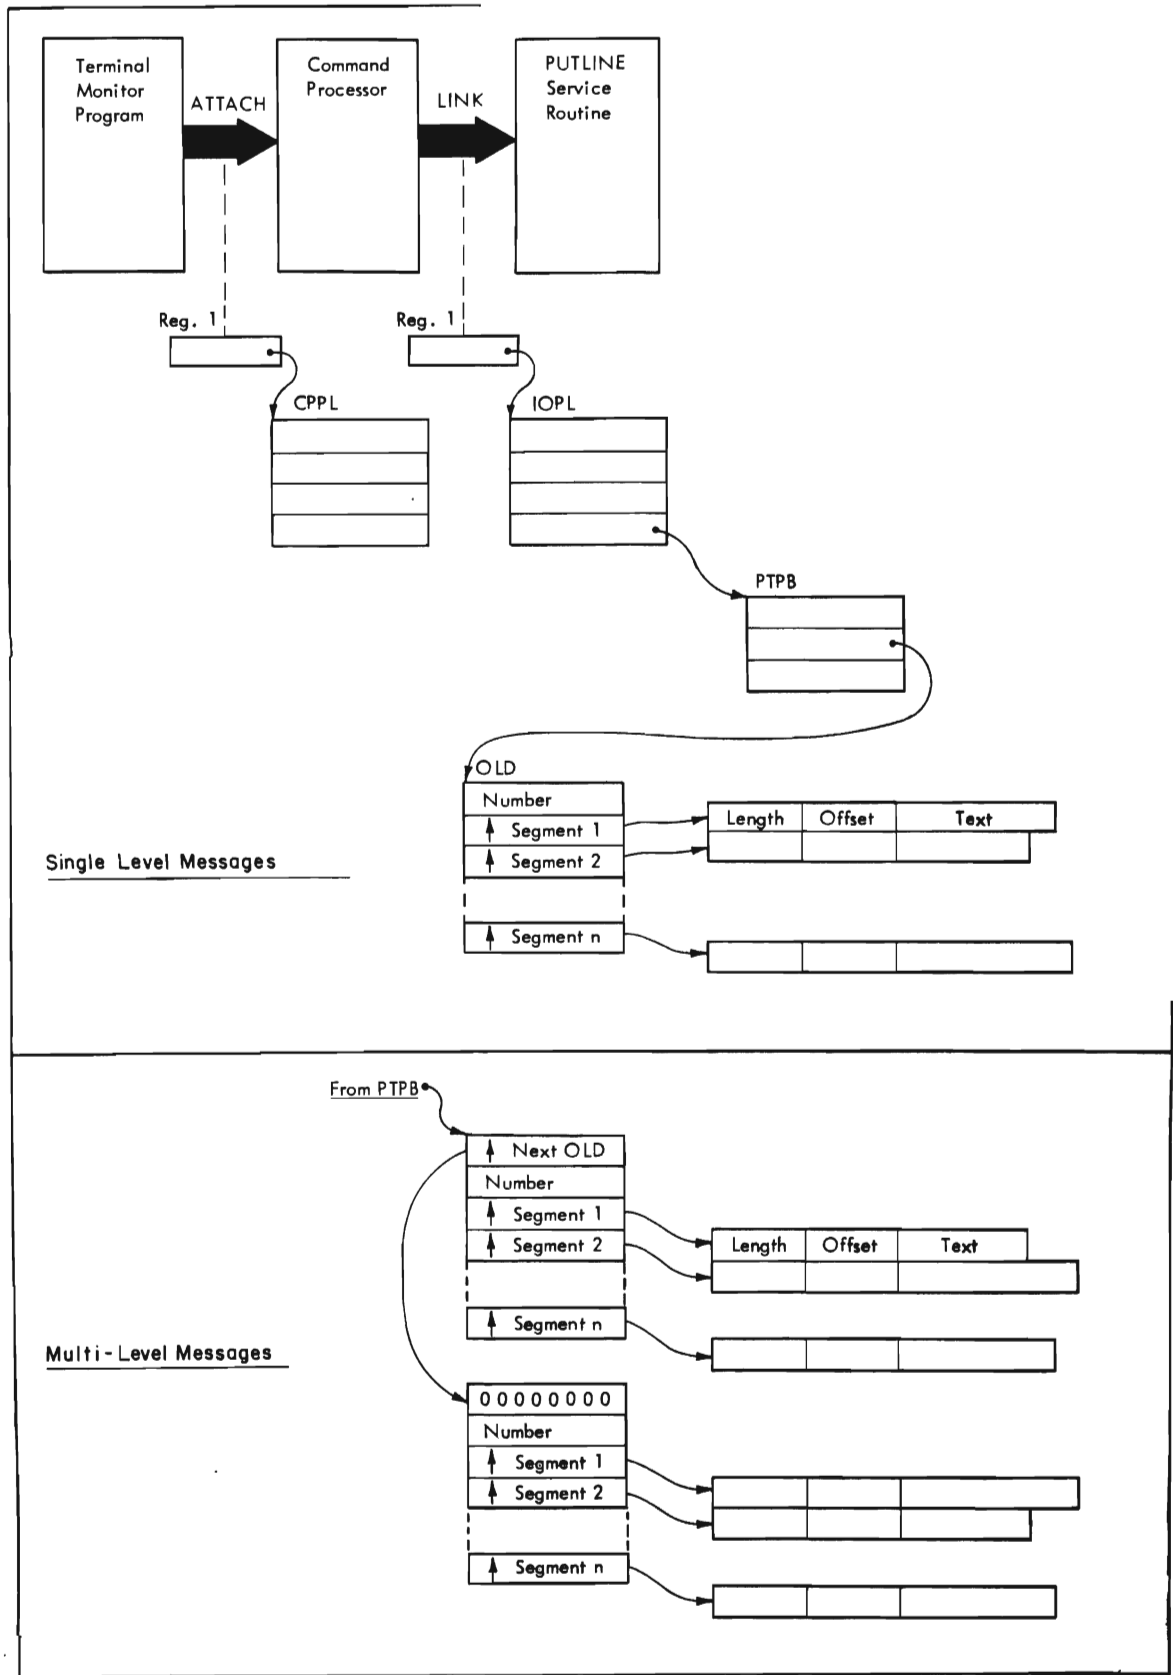 Terminal
Monitor
Program
ATTACH
Command
Processor
LINK
PUTLINE
Service
Routine
Reg. 1
Reg. 1
CPPL
IOPL
PTPB
OLD
Number
Segment 1
Segment 2
Segment n
Length Offset Text
Single Level Messages
From PTPB
Next OLD
Number
Segment 1
Segment 2
Segment n
Length Offset Text
Multi-Level Messages
00000000
Number
Segment 1
Segment 2
Segment n